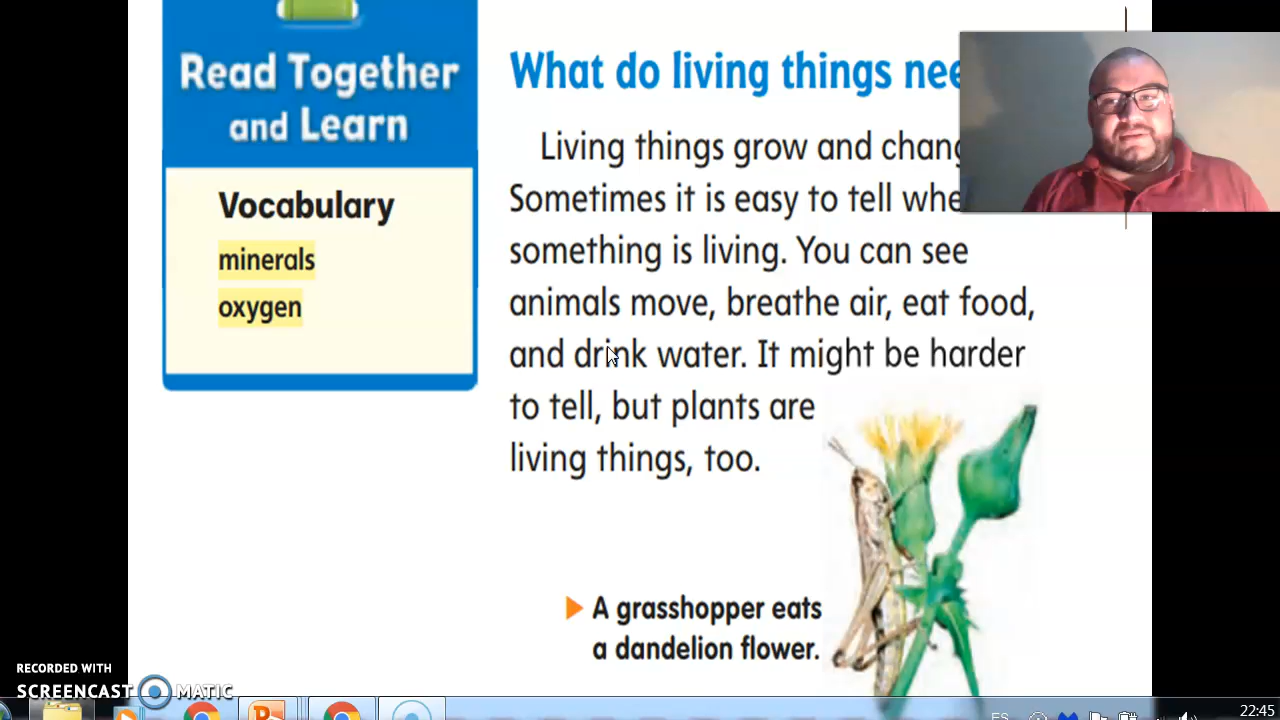 Read Together
and Learn
Vocabulary
minerals
oxygen
What do living things
Living things grow and
Sometimes it is easy to tell
something is living. You can see
animals move, breathe air, eat food,
and drink water. It might be harder
to tell, but plants are
living things, too.
A grasshopper eats
a dandelion flower.
RECORDED WITH
SCREENCAST MATIC
ES
22:45